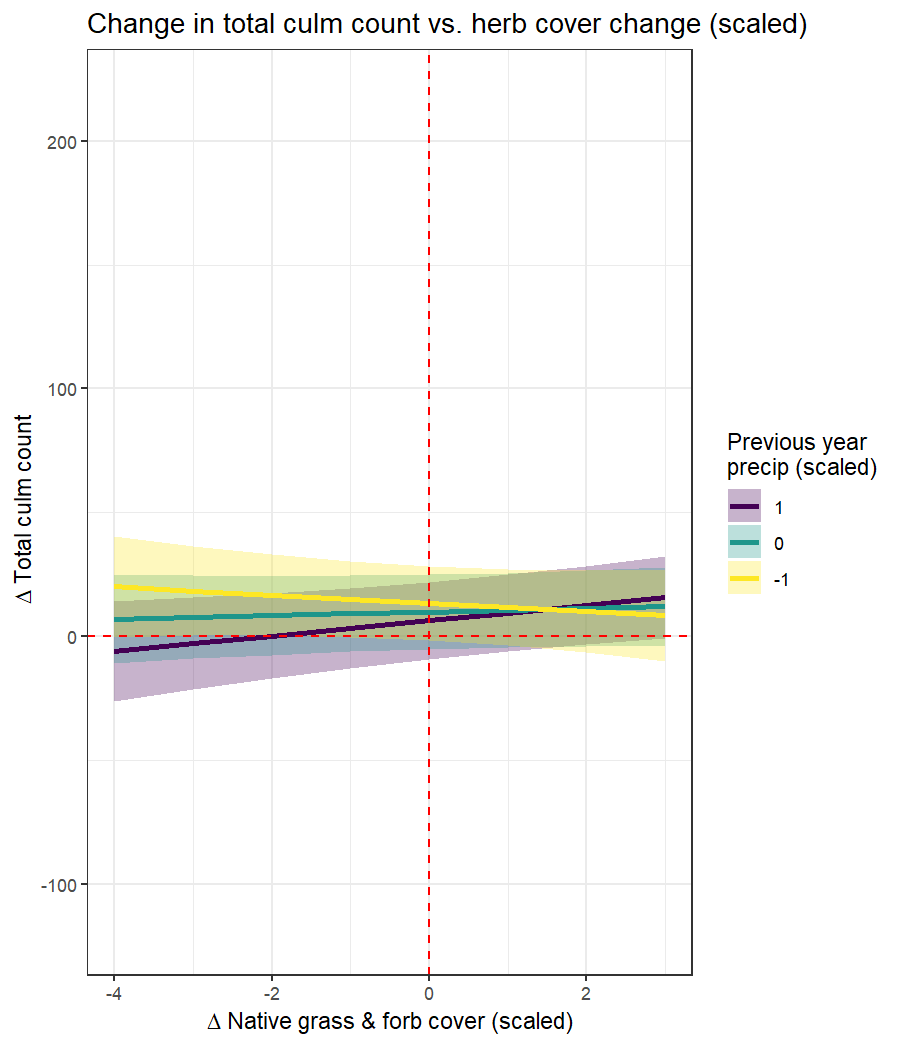 Change in total culm count vs. herb cover change (scaled)
Δ Total culm count
200
100
0
-100
-4
-2
0
2
Δ Native grass & forb cover (scaled)
Previous year
precip (scaled)
1
0
-1